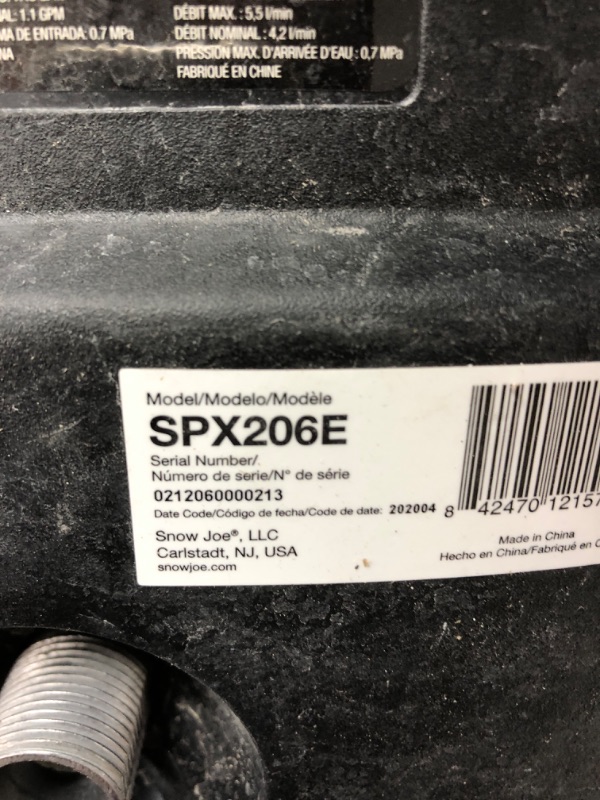 AL: 1.1 GPM
MA DE ENTRADA: 0.7 MPa
NA
DÉBIT MAX. : 5,5 l/min
DÉBIT NOMINAL : 4,2 l/min
PRESSION MAX. D'ARRIVÉE D'EAU : 0,7 MPa
FABRIQUÉ EN CHINE
Model/Modelo/Modèle
SPX206E
Serial Number/
Número de serie/N° de série
0212060000213
Date Code/Código de fecha/Code de date: 202004
Snow Joe®, LLC
Carlstadt, NJ, USA
snowjoe.com
8 42470 12157
Made in China
Hecho en China/Fabriqué en C